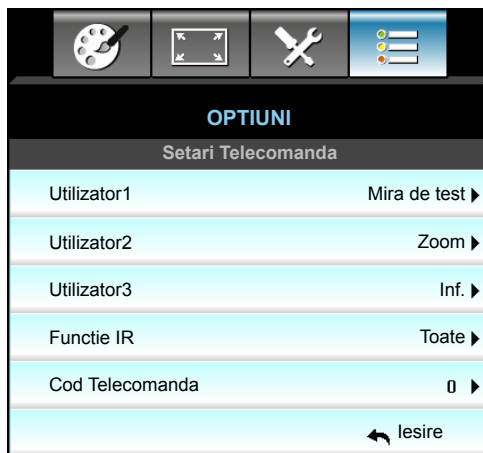 OPTIUNI
Setari Telecomanda
Utilizator1 Mira de test
Utilizator2 Zoom
Utilizator3 Inf.
Functie IR Toate
Cod Telecomanda 0
Iesire